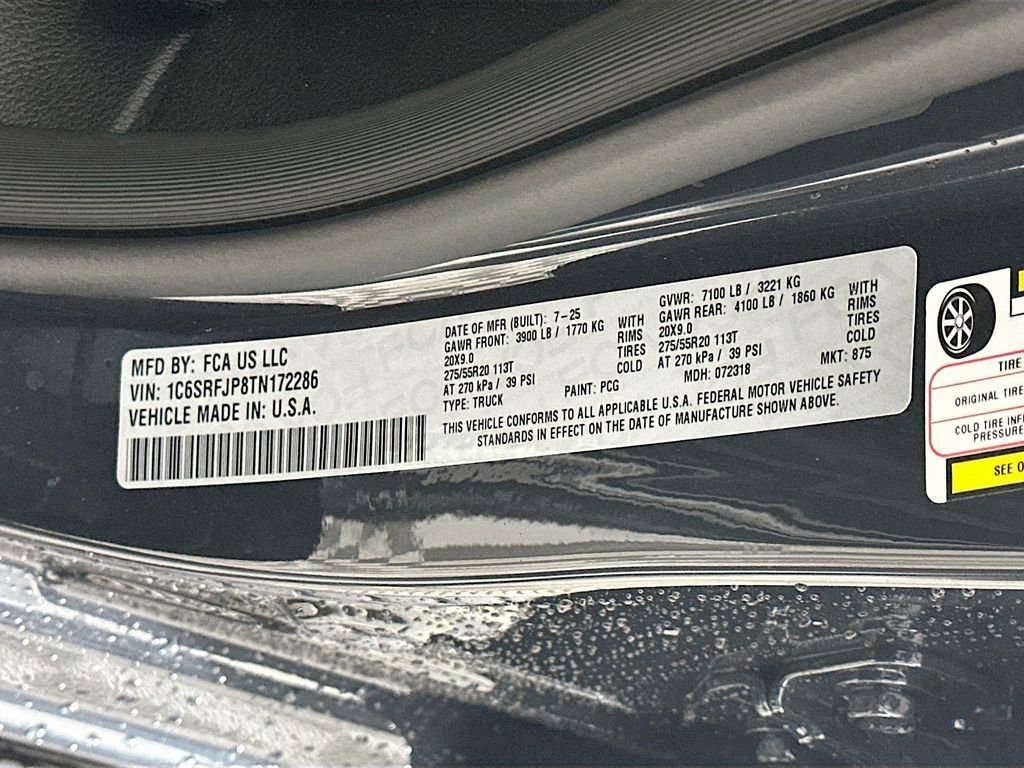 MFD BY: FCA US LLC
VIN: 1C6SRFJP8TN172286
VEHICLE MADE IN: U.S.A.
DATE OF MFR (BUILT): 7-25
GAWR FRONT: 3900 LB / 1770 KG WITH
20X9.0 RIMS
275/55R20 113T TIRES
AT 270 kPa / 39 PSI COLD
TYPE: TRUCK PAINT: PCG
GVWR: 7100 LB / 3221 KG
GAWR REAR: 4100 LB / 1860 KG WITH
20X9.0 RIMS
275/55R20 113T TIRES
AT 270 kPa / 39 PSI COLD
MDH: 072318 MKT: 875
THIS VEHICLE CONFORMS TO ALL APPLICABLE U.S.A. FEDERAL MOTOR VEHICLE SAFETY
STANDARDS IN EFFECT ON THE DATE OF MANUFACTURE SHOWN ABOVE.
TIRE
ORIGINAL TIRE
COLD TIRE INF
PRESSURE
SEE O